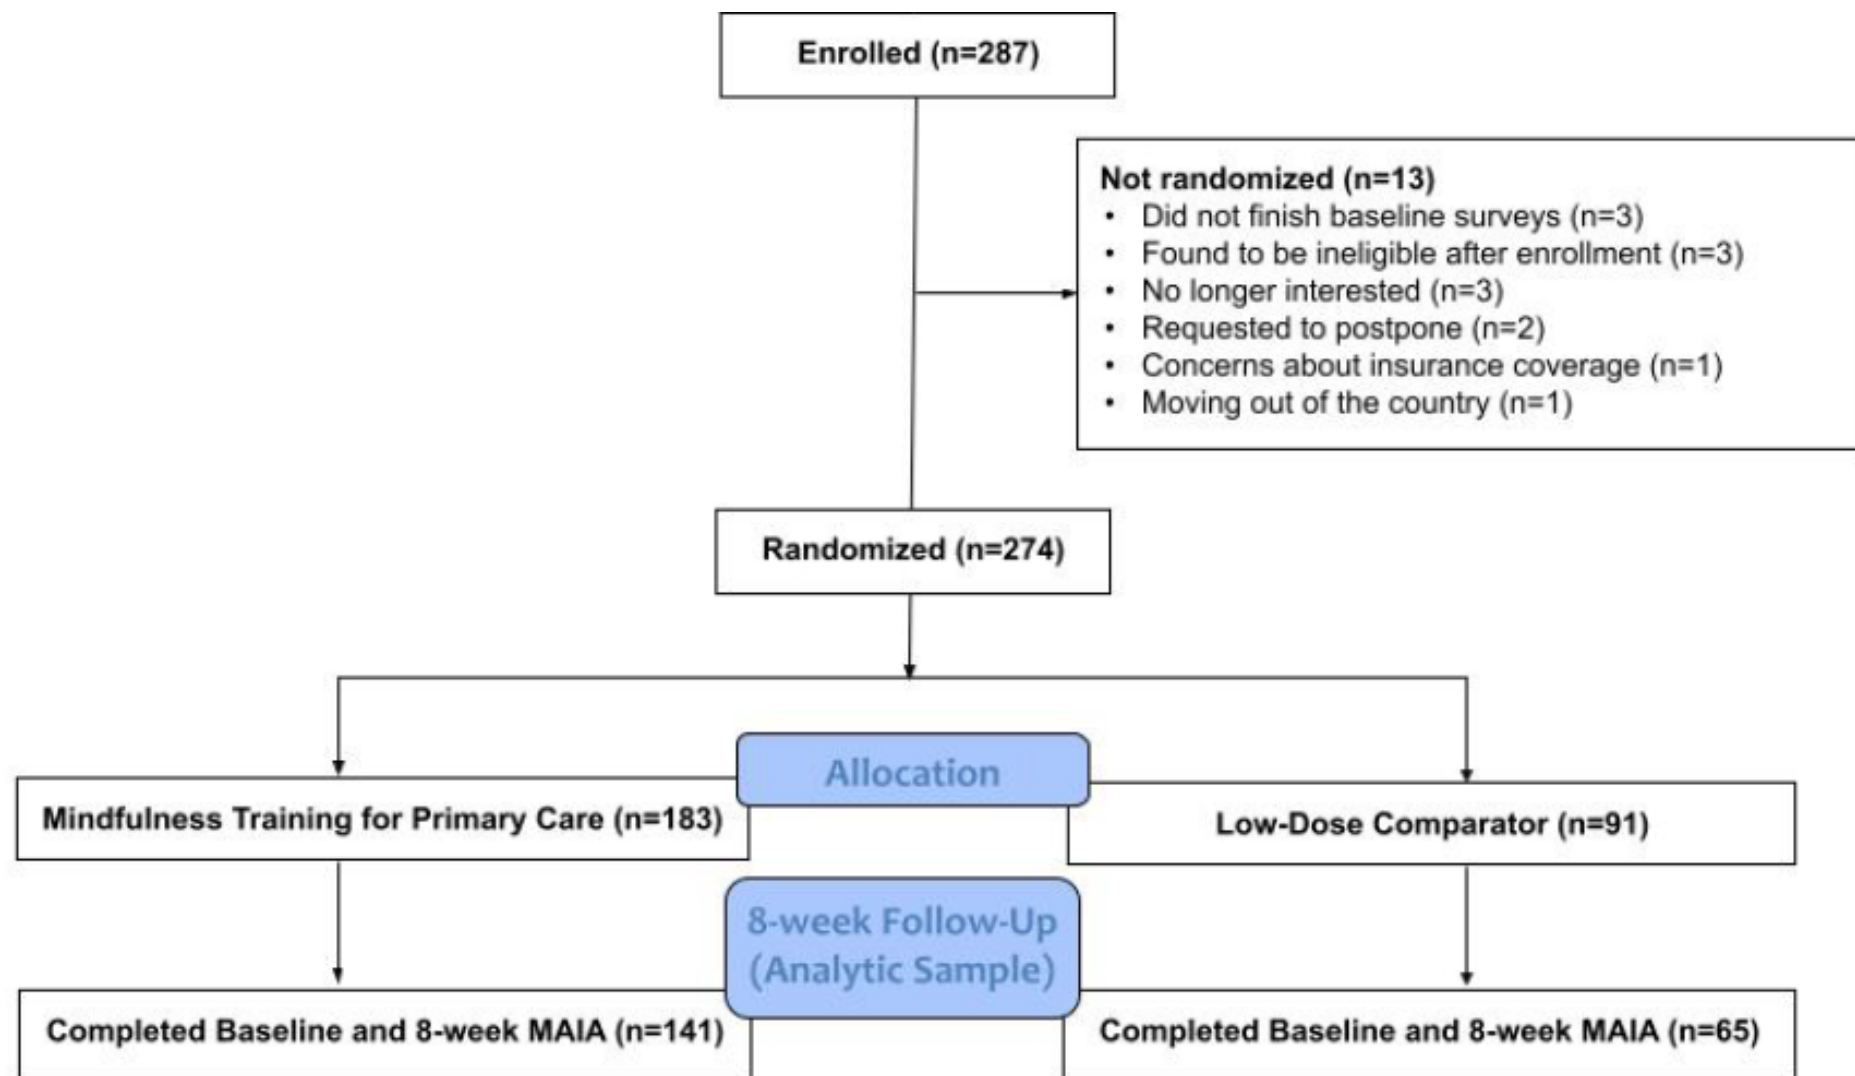 Enrolled (n=287)
Not randomized (n=13)
• Did not finish baseline surveys (n=3)
• Found to be ineligible after enrollment (n=3)
• No longer interested (n=3)
• Requested to postpone (n=2)
• Concerns about insurance coverage (n=1)
• Moving out of the country (n=1)
Randomized (n=274)
Allocation
Mindfulness Training for Primary Care (n=183)
Low-Dose Comparator (n=91)
8-week Follow-Up
(Analytic Sample)
Completed Baseline and 8-week MAIA (n=141)
Completed Baseline and 8-week MAIA (n=65)